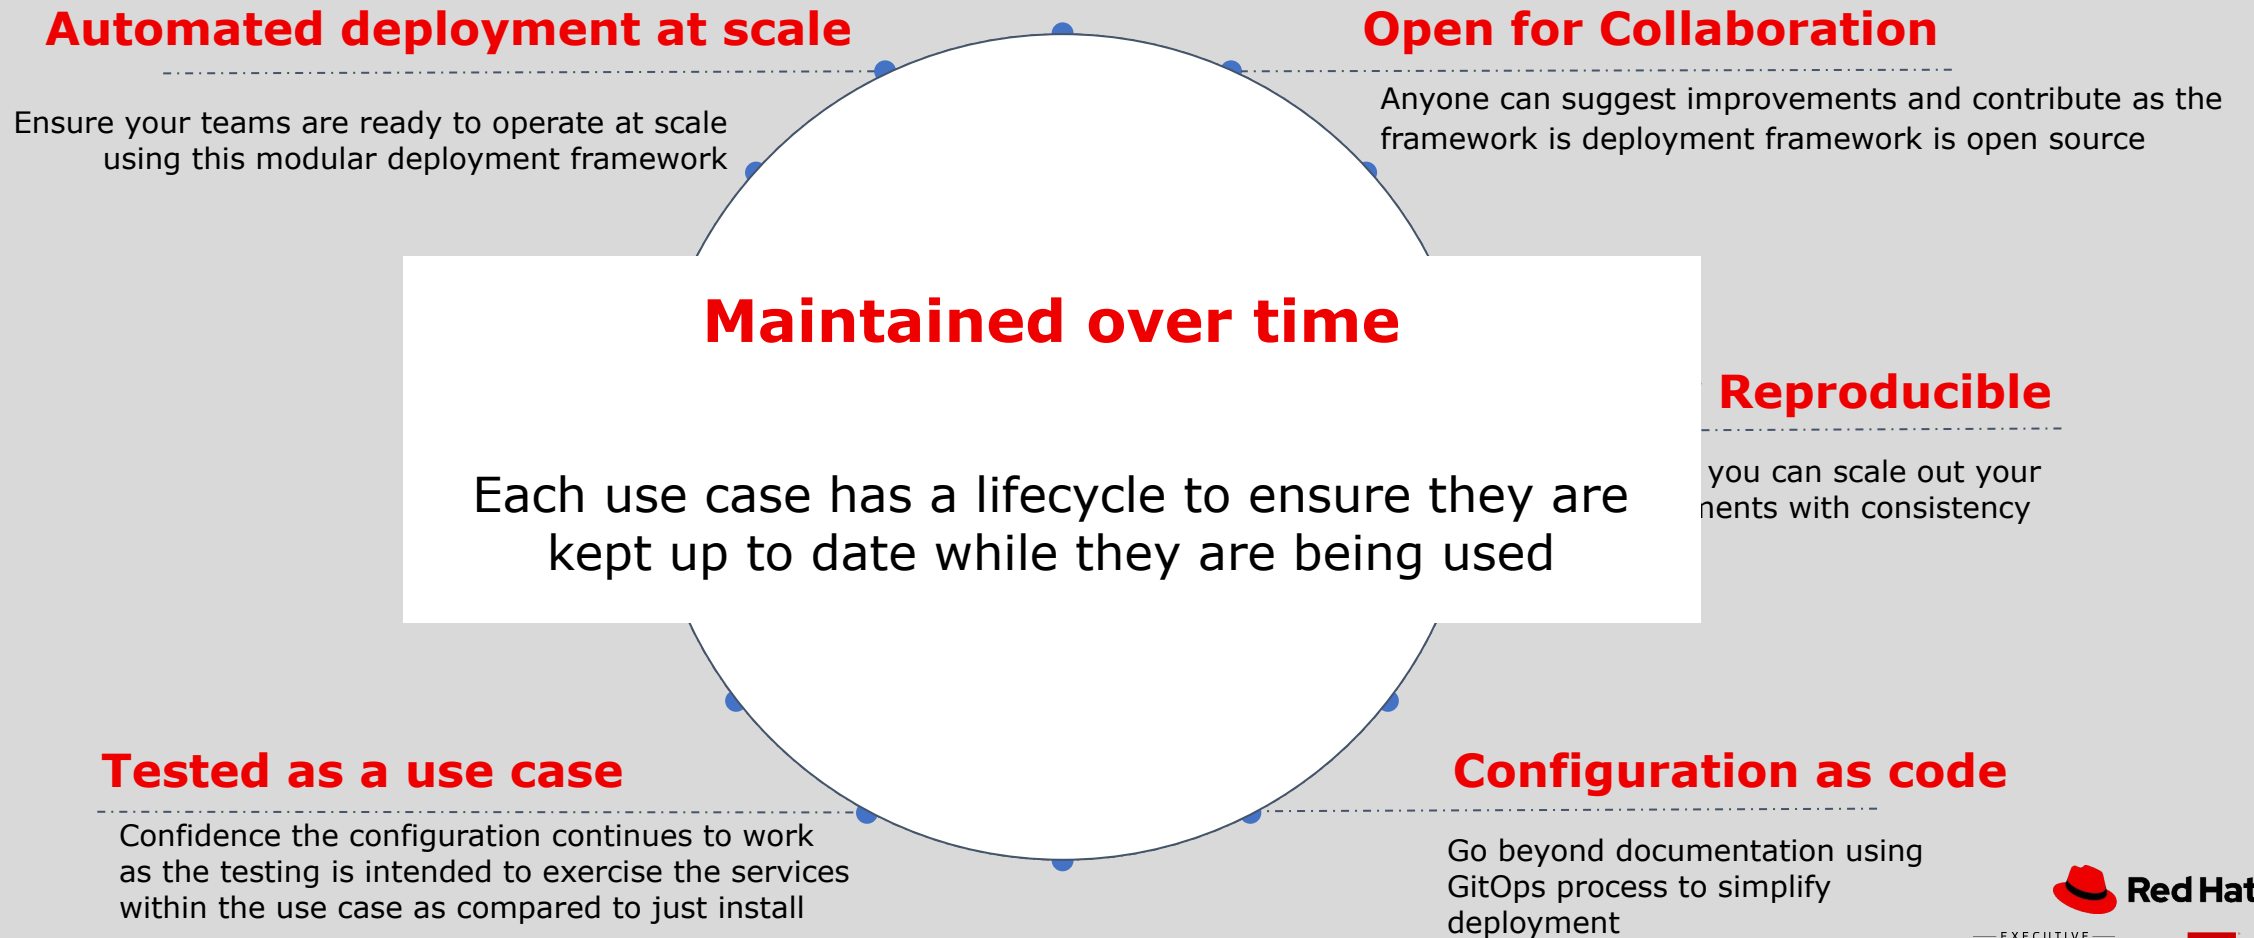 Automated deployment at scale
Ensure your teams are ready to operate at scale
using this modular deployment framework
Open for Collaboration
Anyone can suggest improvements and contribute as the
framework is deployment framework is open source
Maintained over time
Each use case has a lifecycle to ensure they are
kept up to date while they are being used
Reproducible
you can scale out your
with consistency
Tested as a use case
Confidence the configuration continues to work
as the testing is intended to exercise the services
within the use case as compared to just install
Configuration as code
Go beyond documentation using
GitOps process to simplify
deployment
Red Hat
EXECUTIVE